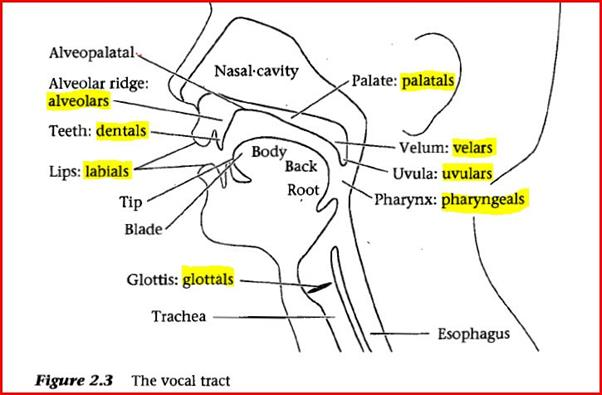 Alveopalatal
Nasal cavity
Alveolar ridge:
alveolars
Palate: palatals
Teeth: dentals
Body
Velum: velars
Back
Lips: labials
Uvula: uvulars
Root
Tip
Pharynx: pharyngeals
Blade
Glottis: glottals
Trachea
Esophagus
Figure 2.3 The vocal tract